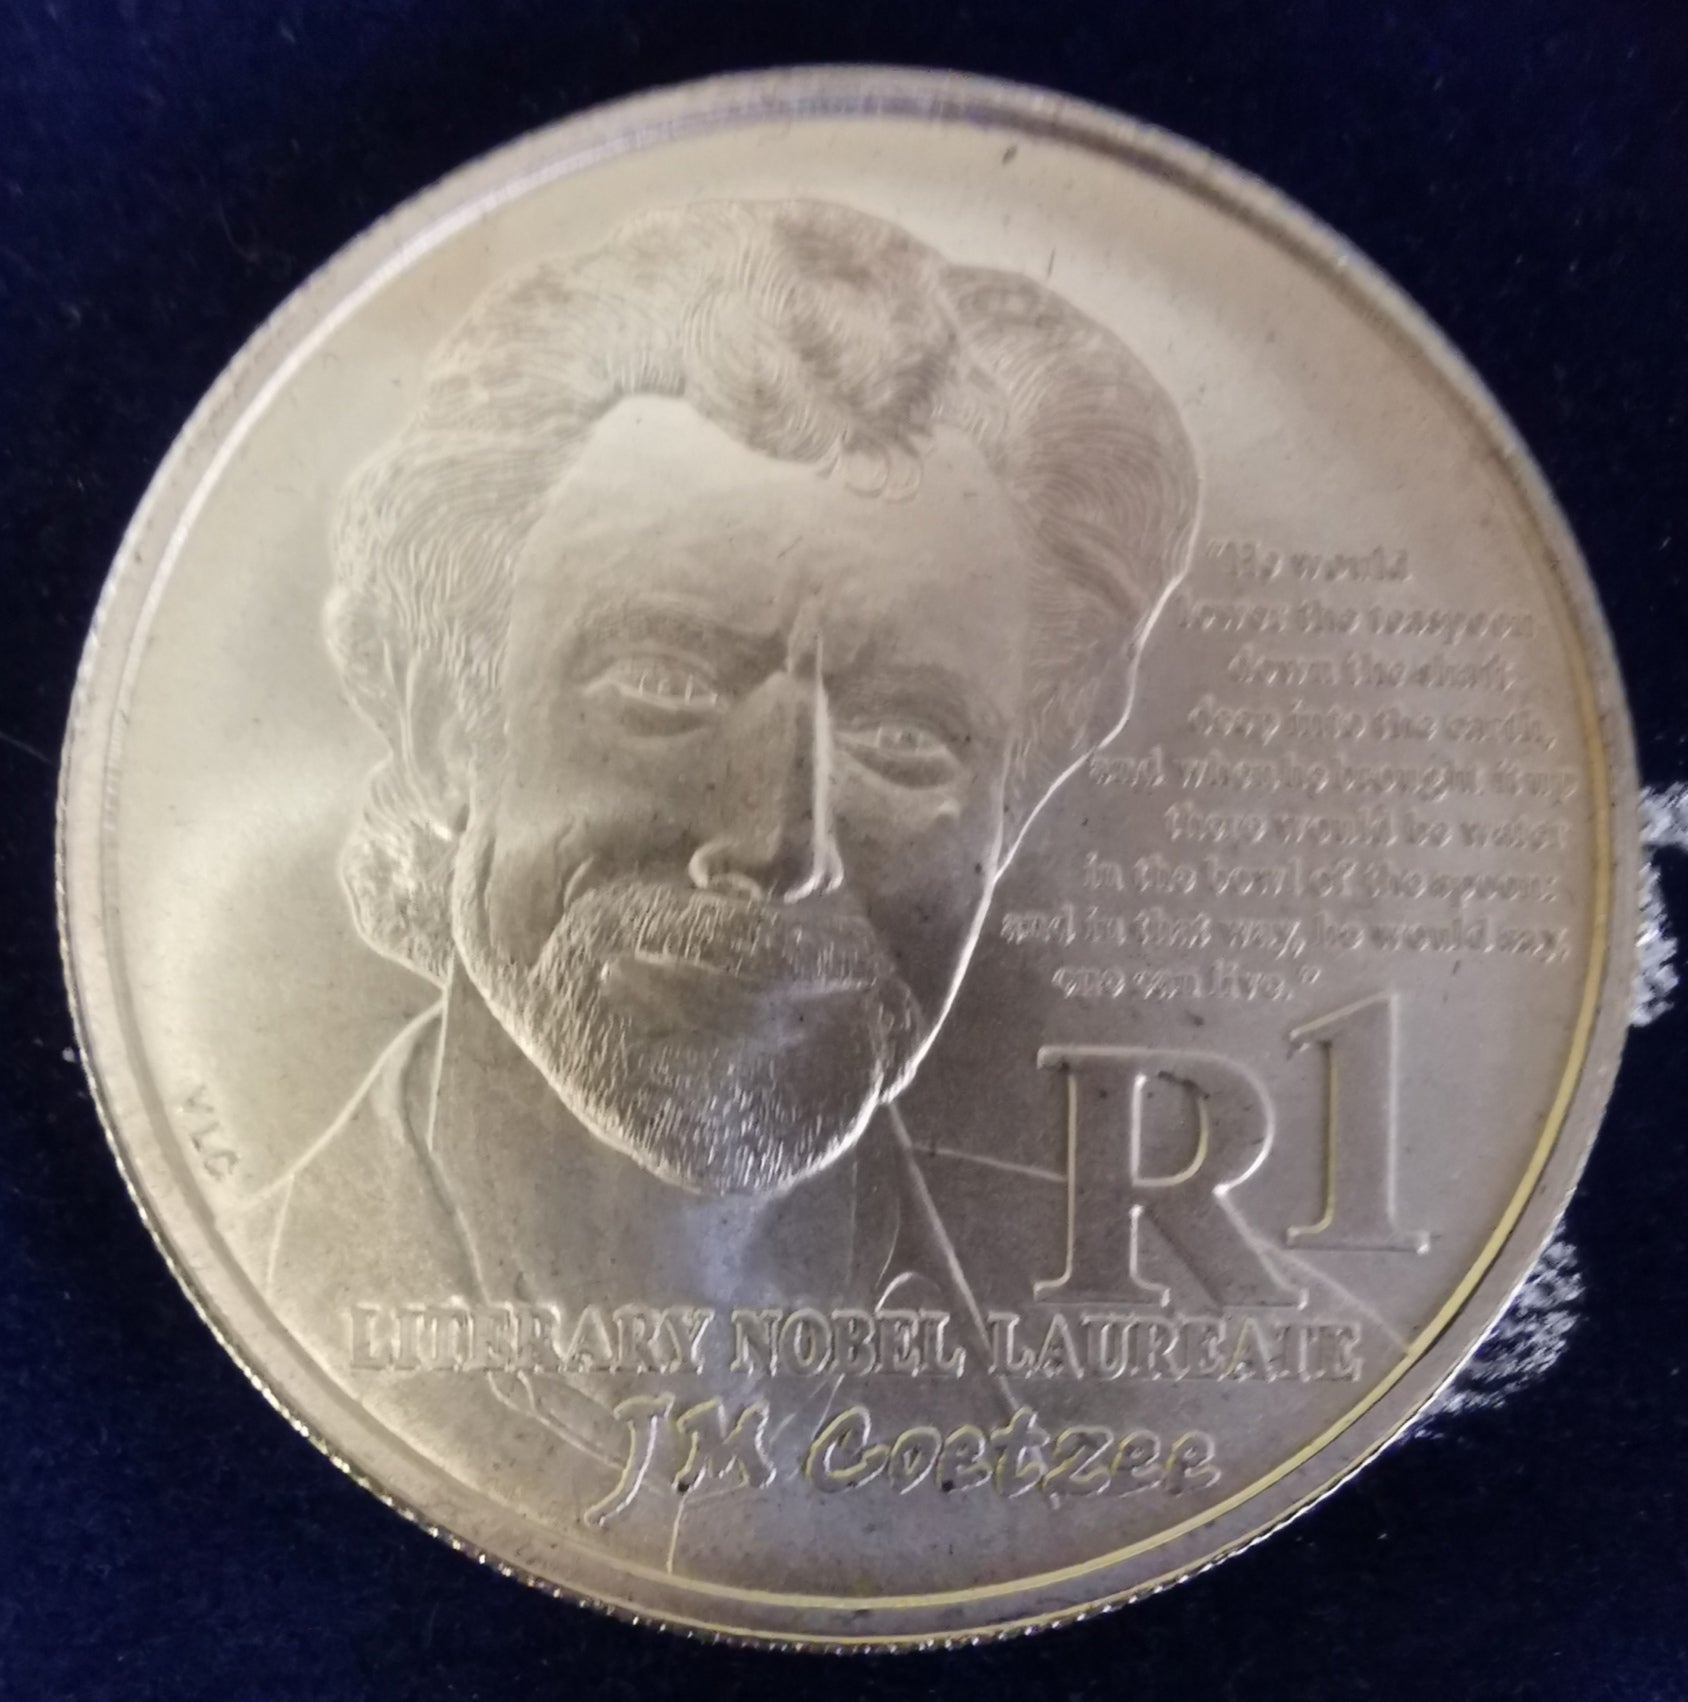 "He would
lower the teaspoon
down the shaft
deep into the earth,
and when he brought it up
there would be water
in the bowl of the spoon;
and in that way, he would say,
one can live."
R1
VLC
LITERARY NOBEL LAUREATE
JM Coetzee